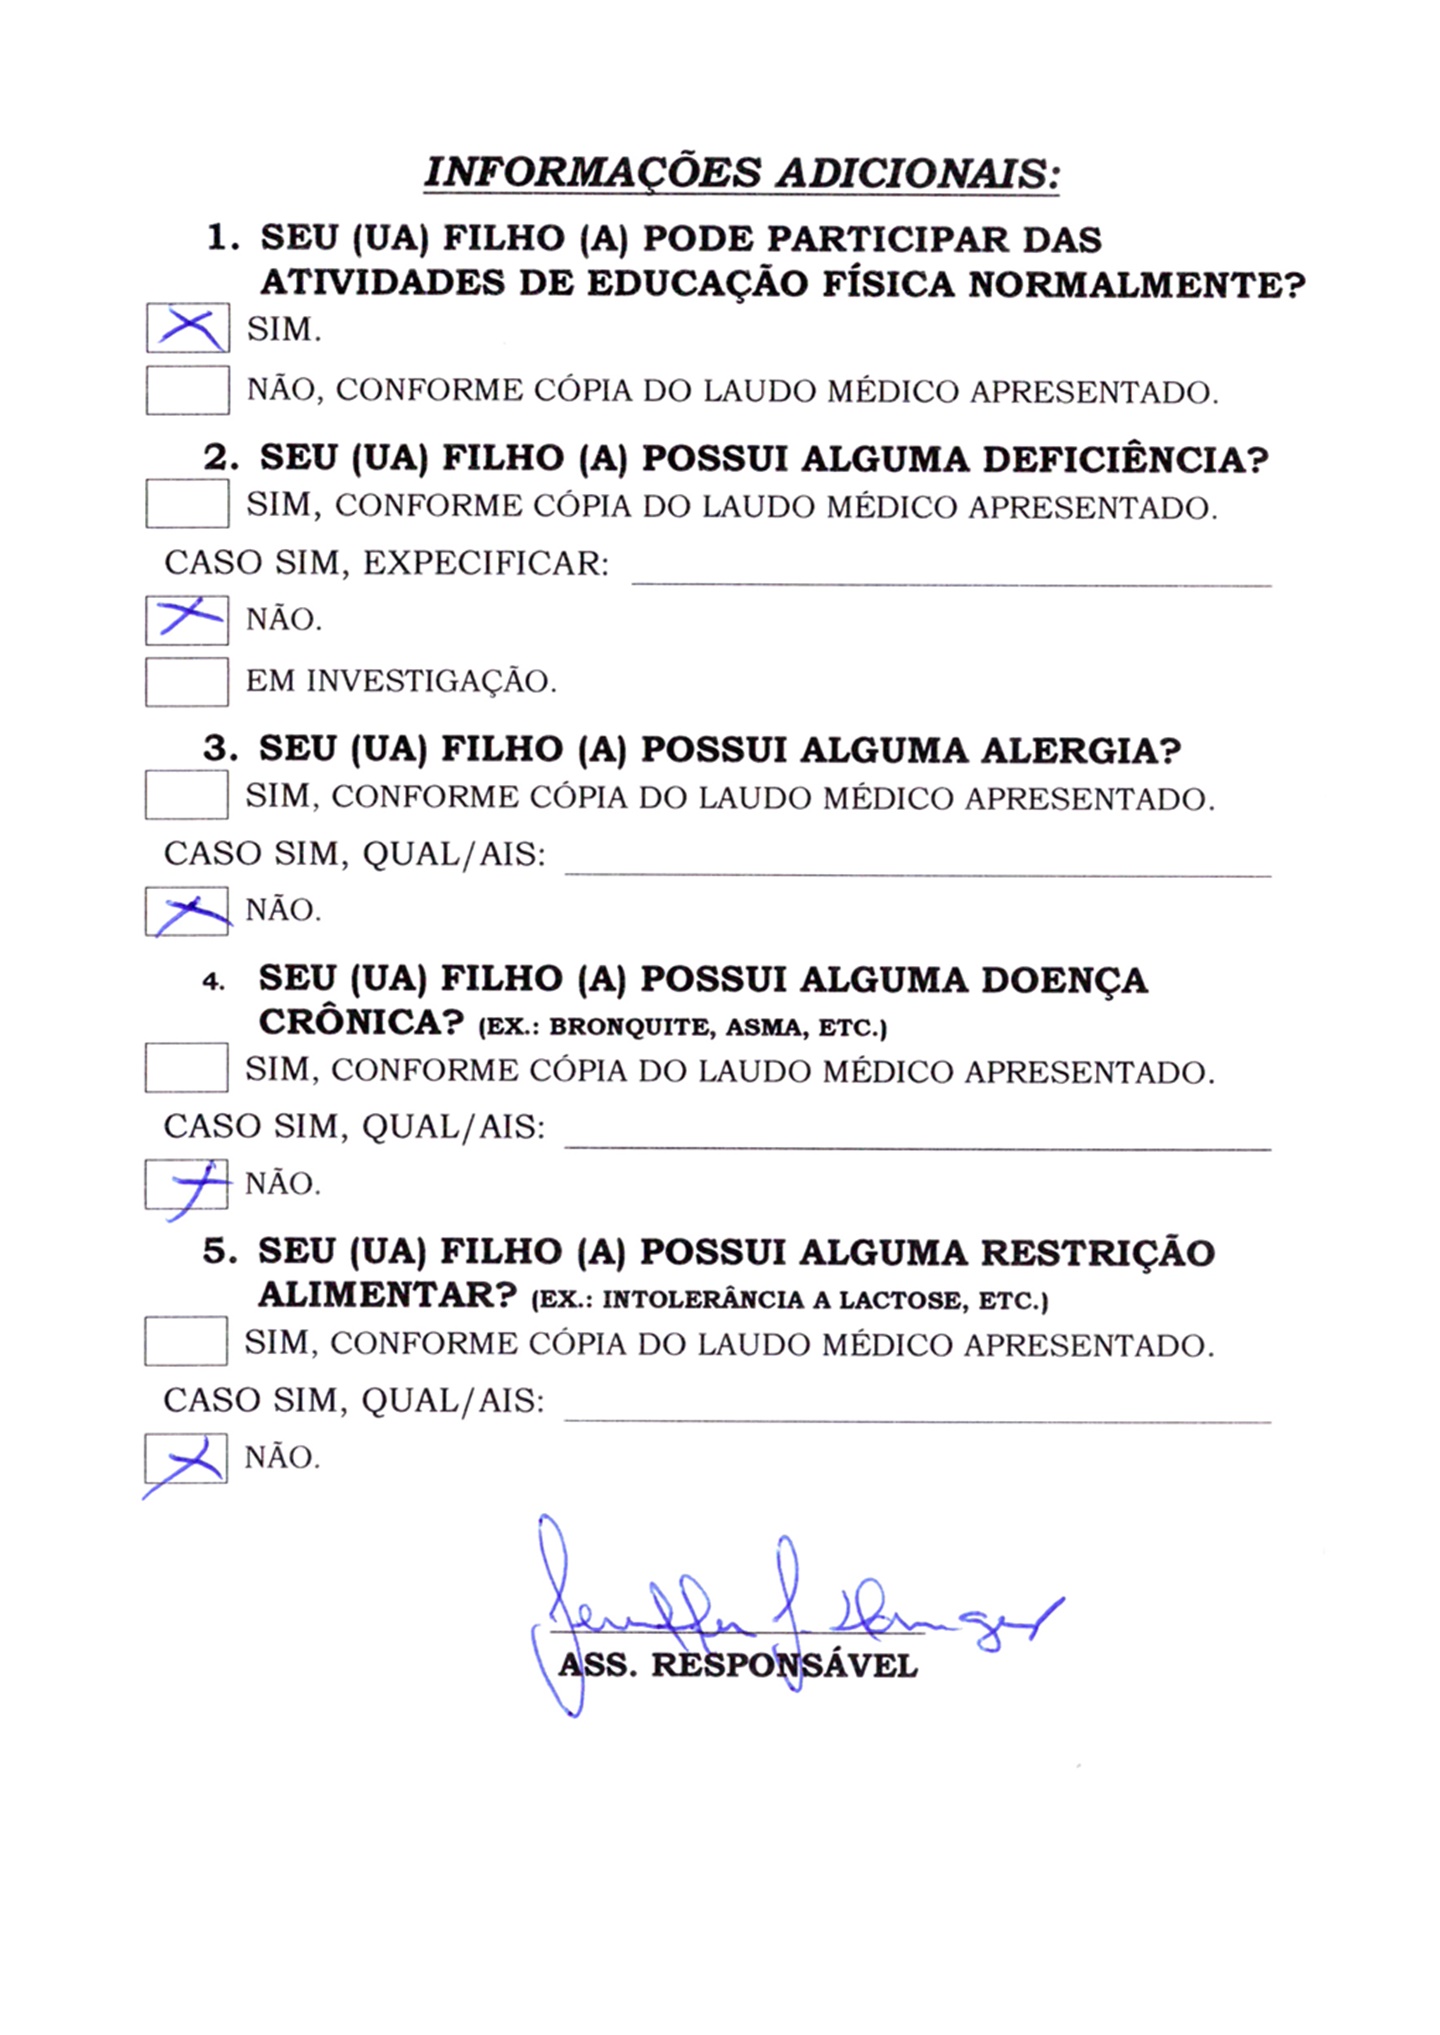 INFORMAÇÕES ADICIONAIS:
1. SEU (UA) FILHO (A) PODE PARTICIPAR DAS
ATIVIDADES DE EDUCAÇÃO FÍSICA NORMALMENTE?
X SIM.
NÃO, CONFORME CÓPIA DO LAUDO MÉDICO APRESENTADO.
2. SEU (UA) FILHO (A) POSSUI ALGUMA DEFICIÊNCIA?
SIM, CONFORME CÓPIA DO LAUDO MÉDICO APRESENTADO.
CASO SIM, EXPECIFICAR:
X NÃO.
EM INVESTIGAÇÃO.
3. SEU (UA) FILHO (A) POSSUI ALGUMA ALERGIA?
SIM, CONFORME CÓPIA DO LAUDO MÉDICO APRESENTADO.
CASO SIM, QUAL/AIS:
X NÃO.
4. SEU (UA) FILHO (A) POSSUI ALGUMA DOENÇA
CRÔNICA? (EX.: BRONQUITE, ASMA, ETC.)
SIM, CONFORME CÓPIA DO LAUDO MÉDICO APRESENTADO.
CASO SIM, QUAL/AIS:
X NÃO.
5. SEU (UA) FILHO (A) POSSUI ALGUMA RESTRIÇÃO
ALIMENTAR? (EX.: INTOLERÂNCIA A LACTOSE, ETC.)
SIM, CONFORME CÓPIA DO LAUDO MÉDICO APRESENTADO.
CASO SIM, QUAL/AIS:
X NÃO.
ASS. RESPONSÁVEL